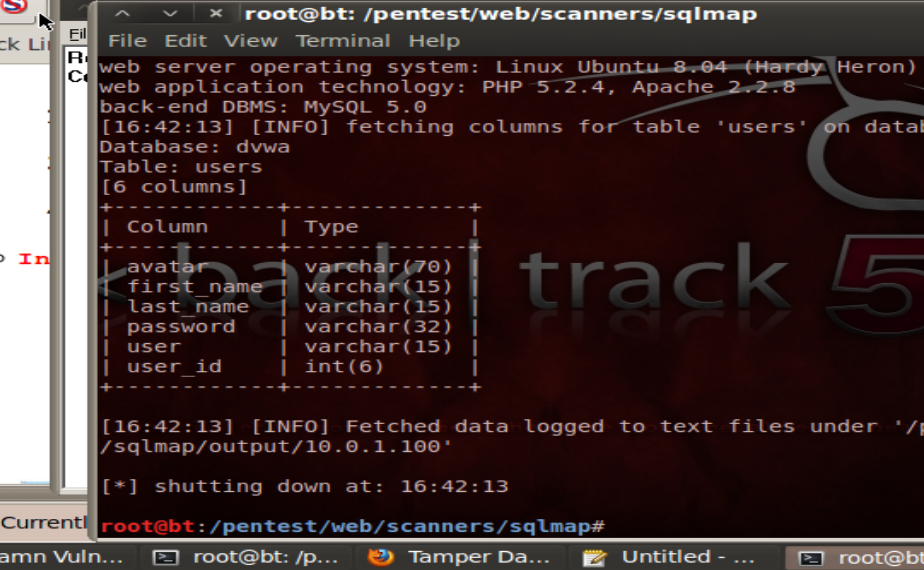 root@bt: /pentest/web/scanners/sqlmap
File Edit View Terminal Help
web server operating system: Linux Ubuntu 8.04 (Hardy Heron)
web application technology: PHP 5.2.4, Apache 2.2.8
back-end DBMS: MySQL 5.0
[16:42:13] [INFO] fetching columns for table 'users' on datab
Database: dvwa
Table: users
[6 columns]
+------------+-------------+
| Column | Type |
+------------+-------------+
| avatar | varchar(70) |
| first_name | varchar(15) |
| last_name | varchar(15) |
| password | varchar(32) |
| user | varchar(15) |
| user_id | int(6) |
+------------+-------------+
<< back | track 5
[16:42:13] [INFO] Fetched data logged to text files under '/p
/sqlmap/output/10.0.1.100'
[*] shutting down at: 16:42:13
root@bt:/pentest/web/scanners/sqlmap#
In
Currentl
amn Vuln... root@bt: /p... Tamper Da... Untitled - ... root@bt